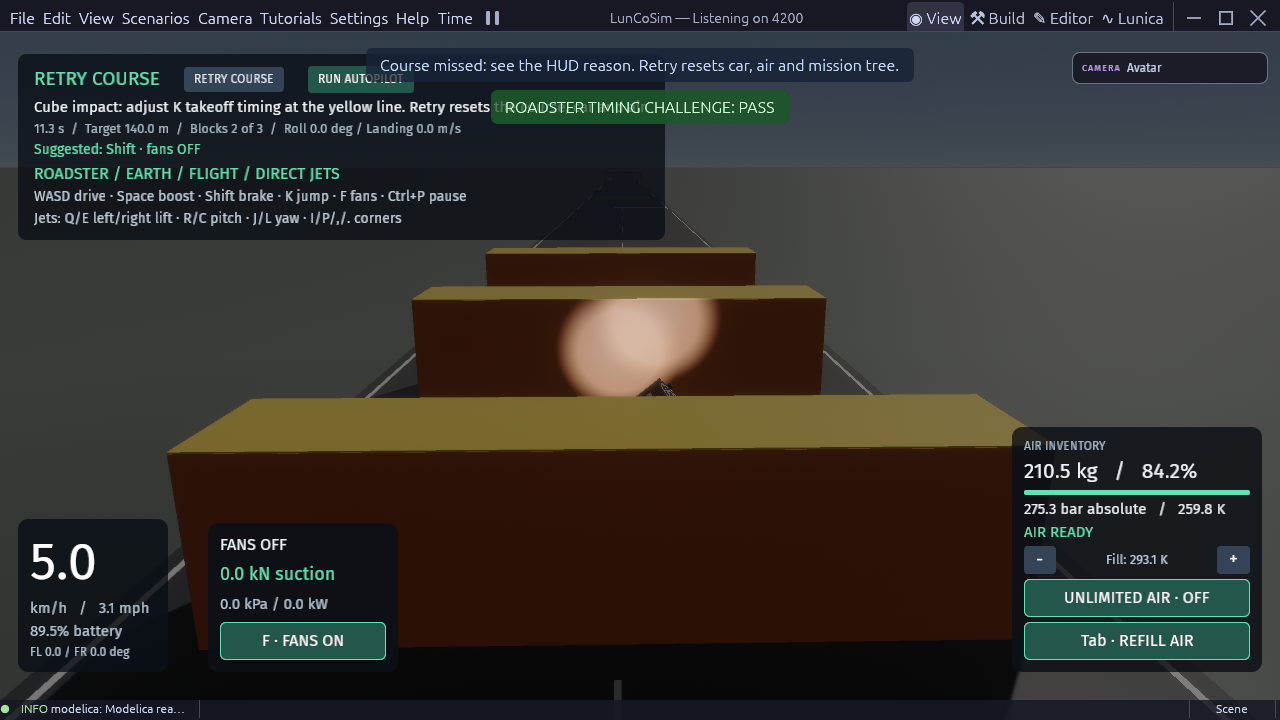 File Edit View Scenarios Camera Tutorials Settings Help Time
LunCoSim — Listening on 4200
View Build Editor Lunica
Course missed: see the HUD reason. Retry resets car, air and mission tree.
RETRY COURSE
RETRY COURSE
RUN AUTOPILOT
CAMERA Avatar
Cube impact: adjust K takeoff timing at the yellow line. Retry resets
ROADSTER TIMING CHALLENGE: PASS
11.3 s / Target 140.0 m / Blocks 2 of 3 / Roll 0.0 deg / Landing 0.0 m/s
Suggested: Shift · fans OFF
ROADSTER / EARTH / FLIGHT / DIRECT JETS
WASD drive · Space boost · Shift brake · K jump · F fans · Ctrl+P pause
Jets: Q/E left/right lift · R/C pitch · J/L yaw · I/P/,/. corners
AIR INVENTORY
210.5 kg / 84.2%
275.3 bar absolute / 259.8 K
AIR READY
- Fill: 293.1 K +
UNLIMITED AIR · OFF
Tab · REFILL AIR
5.0
km/h / 3.1 mph
89.5% battery
FL 0.0 / FR 0.0 deg
FANS OFF
0.0 kN suction
0.0 kPa / 0.0 kW
F · FANS ON
INFO modelica: Modelica rea…
Scene